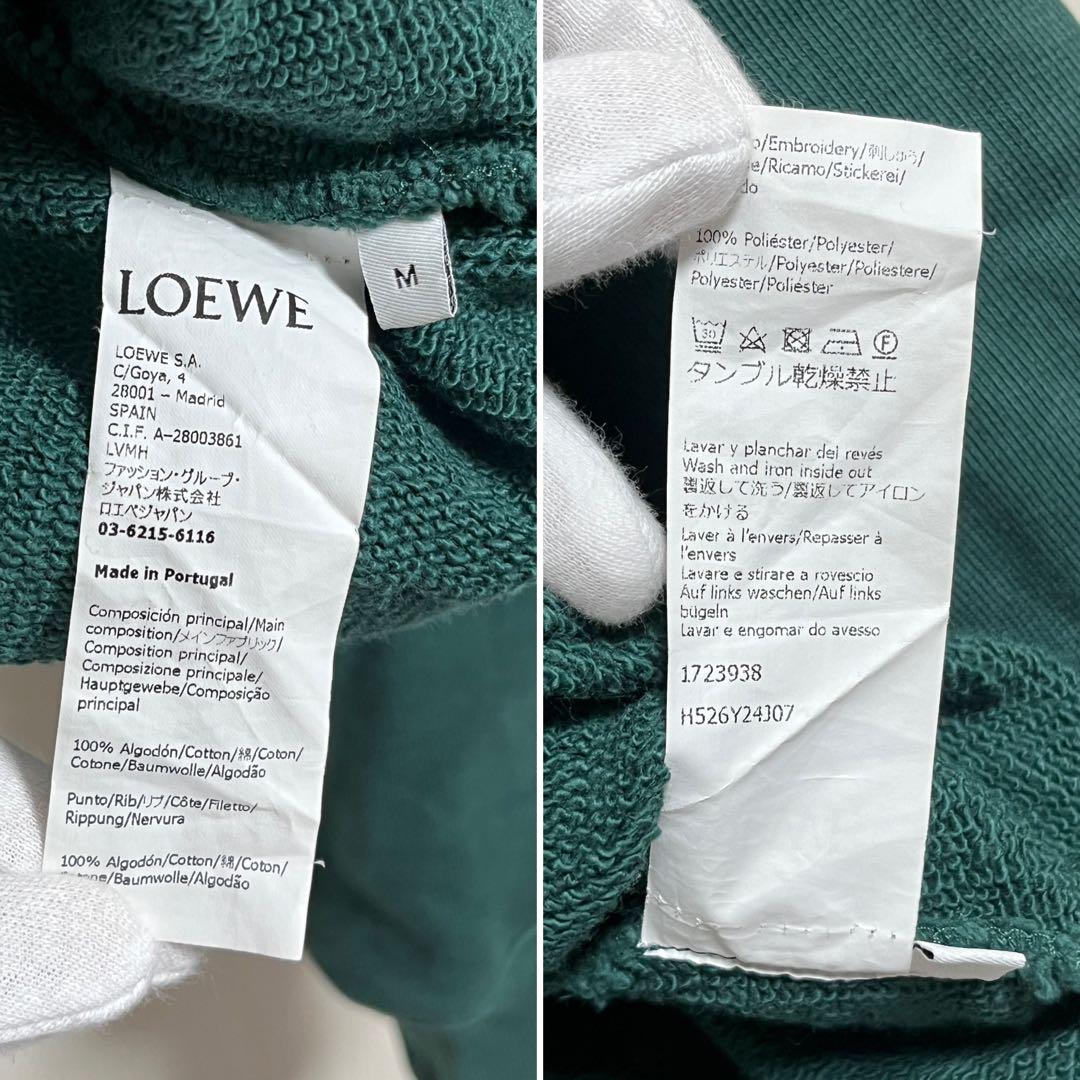 LOEWE
M
LOEWE S.A.
C/Goya, 4
28001 - Madrid
SPAIN
C.I.F. A-28003861
LVMH
ファッション・グループ・
ジャパン株式会社
ロエベジャパン
03-6215-6116
Made in Portugal
Composición principal/Main
composition/メインファブリック/
Composition principal/
Composizione principale/
Hauptgewebe/Composição
principal
100% Algodón/Cotton/綿/Coton/
Cotone/Baumwolle/Algodão
Punto/Rib/リブ/Côte/Filetto/
Rippung/Nervura
100% Algodón/Cotton/綿/Coton/
/Baumwolle/Algodão
/Embroidery/刺しゅう/
/Ricamo/Stickerei/
100% Poliéster/Polyester/
ポリエステル/Polyester/Poliestere/
Polyester/Poliéster
30 F
タンブル乾燥禁止
Lavar y planchar del revés
Wash and iron inside out
裏返して洗う/裏返してアイロン
をかける
Laver à l'envers/Repasser à
l'envers
Lavare e stirare a rovescio
Auf links waschen/Auf links
bügeln
Lavar e engomar do avesso
1723938
H526Y24J07